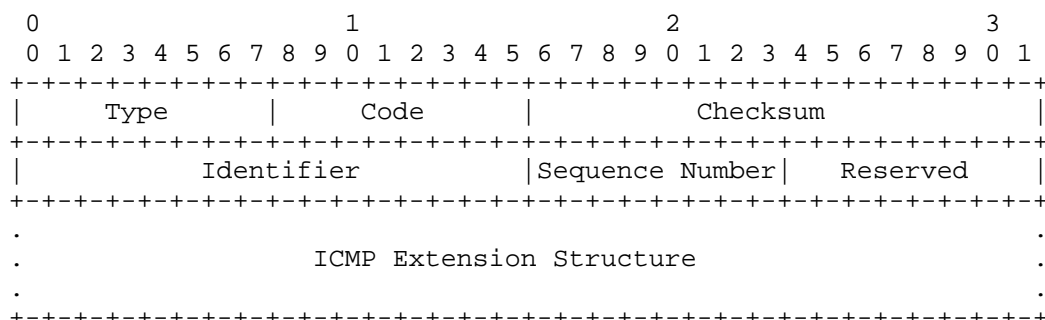 0                   1                   2                   3
 0 1 2 3 4 5 6 7 8 9 0 1 2 3 4 5 6 7 8 9 0 1 2 3 4 5 6 7 8 9 0 1
+-+-+-+-+-+-+-+-+-+-+-+-+-+-+-+-+-+-+-+-+-+-+-+-+-+-+-+-+-+-+-+-+
|     Type      |     Code      |          Checksum             |
+-+-+-+-+-+-+-+-+-+-+-+-+-+-+-+-+-+-+-+-+-+-+-+-+-+-+-+-+-+-+-+-+
|           Identifier          |Sequence Number|   Reserved    |
+-+-+-+-+-+-+-+-+-+-+-+-+-+-+-+-+-+-+-+-+-+-+-+-+-+-+-+-+-+-+-+-+
.                                                               .
.                  ICMP Extension Structure                     .
.                                                               .
+-+-+-+-+-+-+-+-+-+-+-+-+-+-+-+-+-+-+-+-+-+-+-+-+-+-+-+-+-+-+-+-+